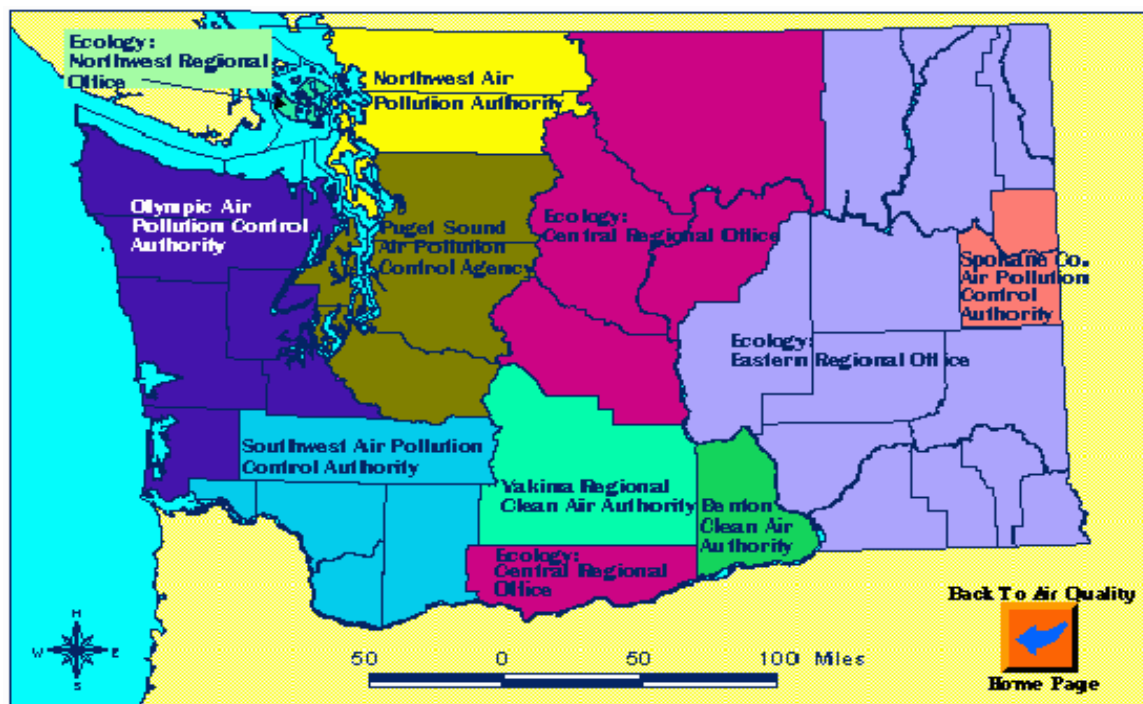 Ecology:
Northwest Regional
Office
Northwest Air
Pollution Authority
Olympic Air
Pollution Control
Authority
Puget Sound
Air Pollution
Control Agency
Ecology:
Central Regional Office
Spokane Co.
Air Pollution
Control
Authority
Ecology:
Eastern Regional Office
Southwest Air Pollution
Control Authority
Yakima Regional
Clean Air Authority
Benton
Clean Air
Authority
Ecology:
Central Regional
Office
Back To Air Quality
Home Page
N
W E
S
50 0 50 100 Miles